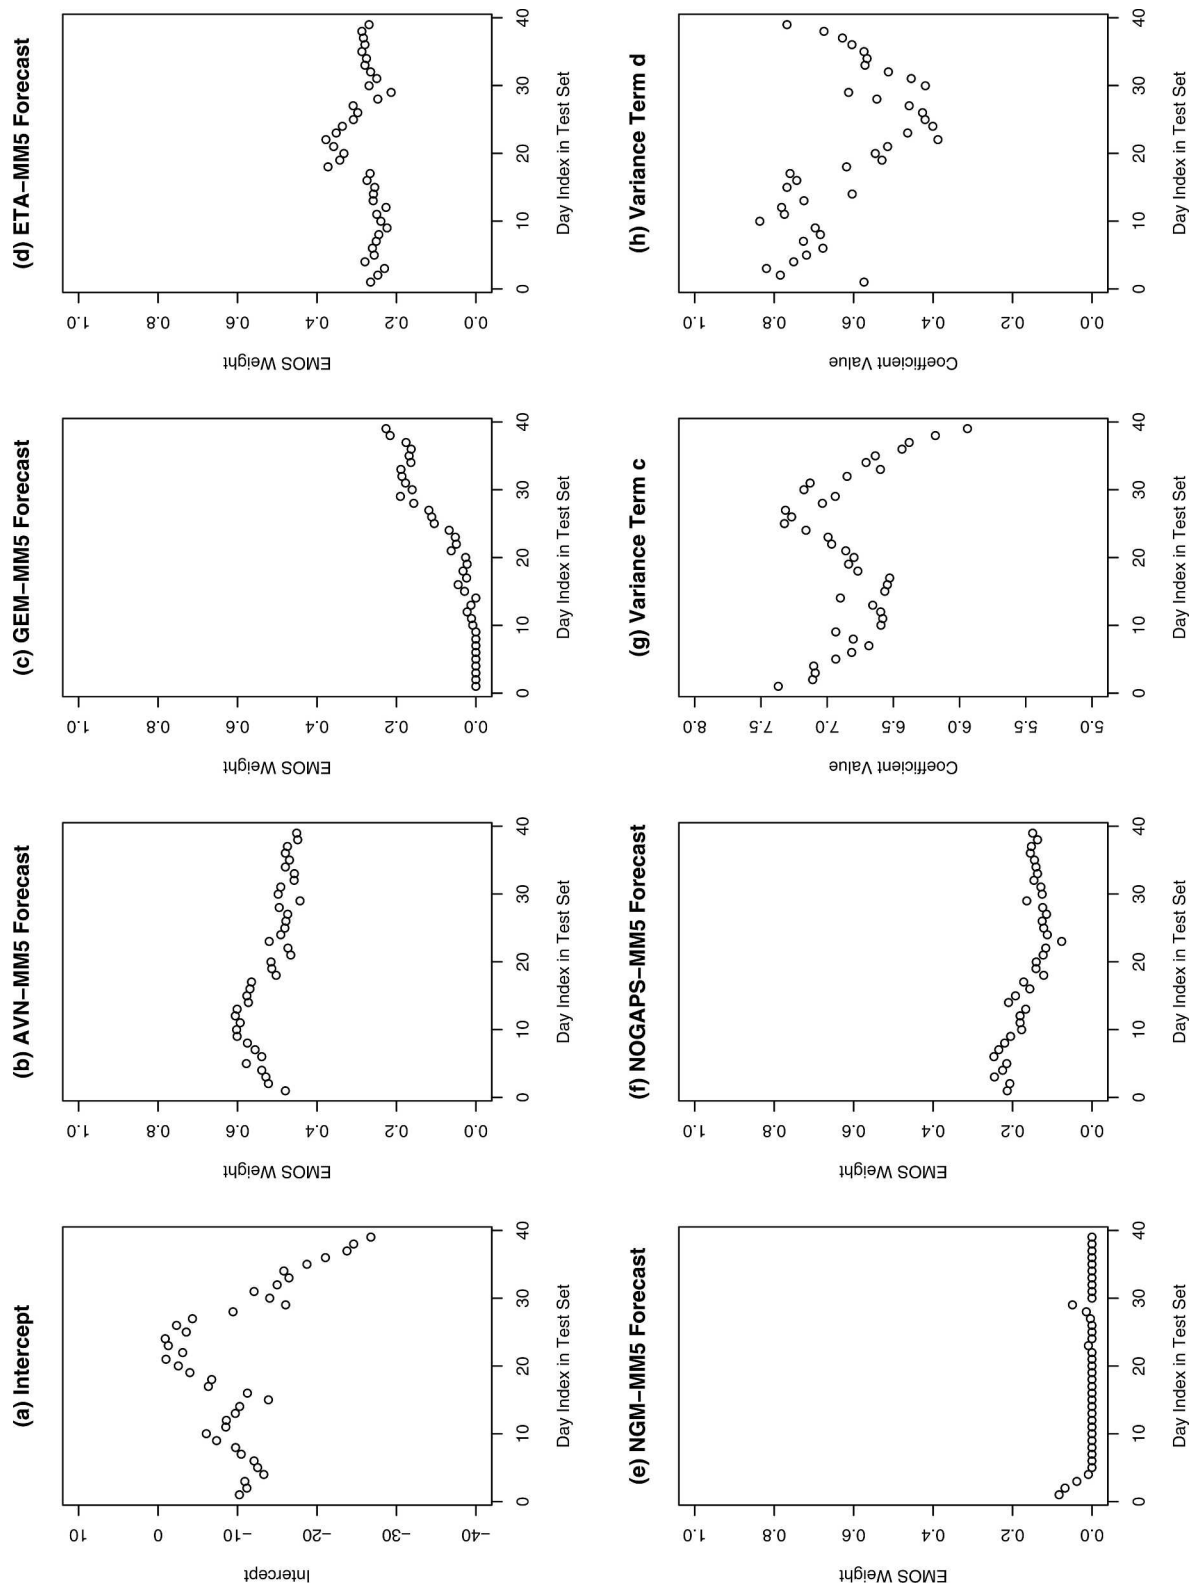 (a) Intercept
Intercept
10
0
−10
−20
−30
−40
0 10 20 30 40
Day Index in Test Set
(b) AVN−MM5 Forecast
EMOS Weight
1.0
0.8
0.6
0.4
0.2
0.0
0 10 20 30 40
Day Index in Test Set
(c) GEM−MM5 Forecast
EMOS Weight
1.0
0.8
0.6
0.4
0.2
0.0
0 10 20 30 40
Day Index in Test Set
(d) ETA−MM5 Forecast
EMOS Weight
1.0
0.8
0.6
0.4
0.2
0.0
0 10 20 30 40
Day Index in Test Set
(e) NGM−MM5 Forecast
EMOS Weight
1.0
0.8
0.6
0.4
0.2
0.0
0 10 20 30 40
Day Index in Test Set
(f) NOGAPS−MM5 Forecast
EMOS Weight
1.0
0.8
0.6
0.4
0.2
0.0
0 10 20 30 40
Day Index in Test Set
(g) Variance Term c
Coefficient Value
8.0
7.5
7.0
6.5
6.0
5.5
5.0
0 10 20 30 40
Day Index in Test Set
(h) Variance Term d
Coefficient Value
1.0
0.8
0.6
0.4
0.2
0.0
0 10 20 30 40
Day Index in Test Set